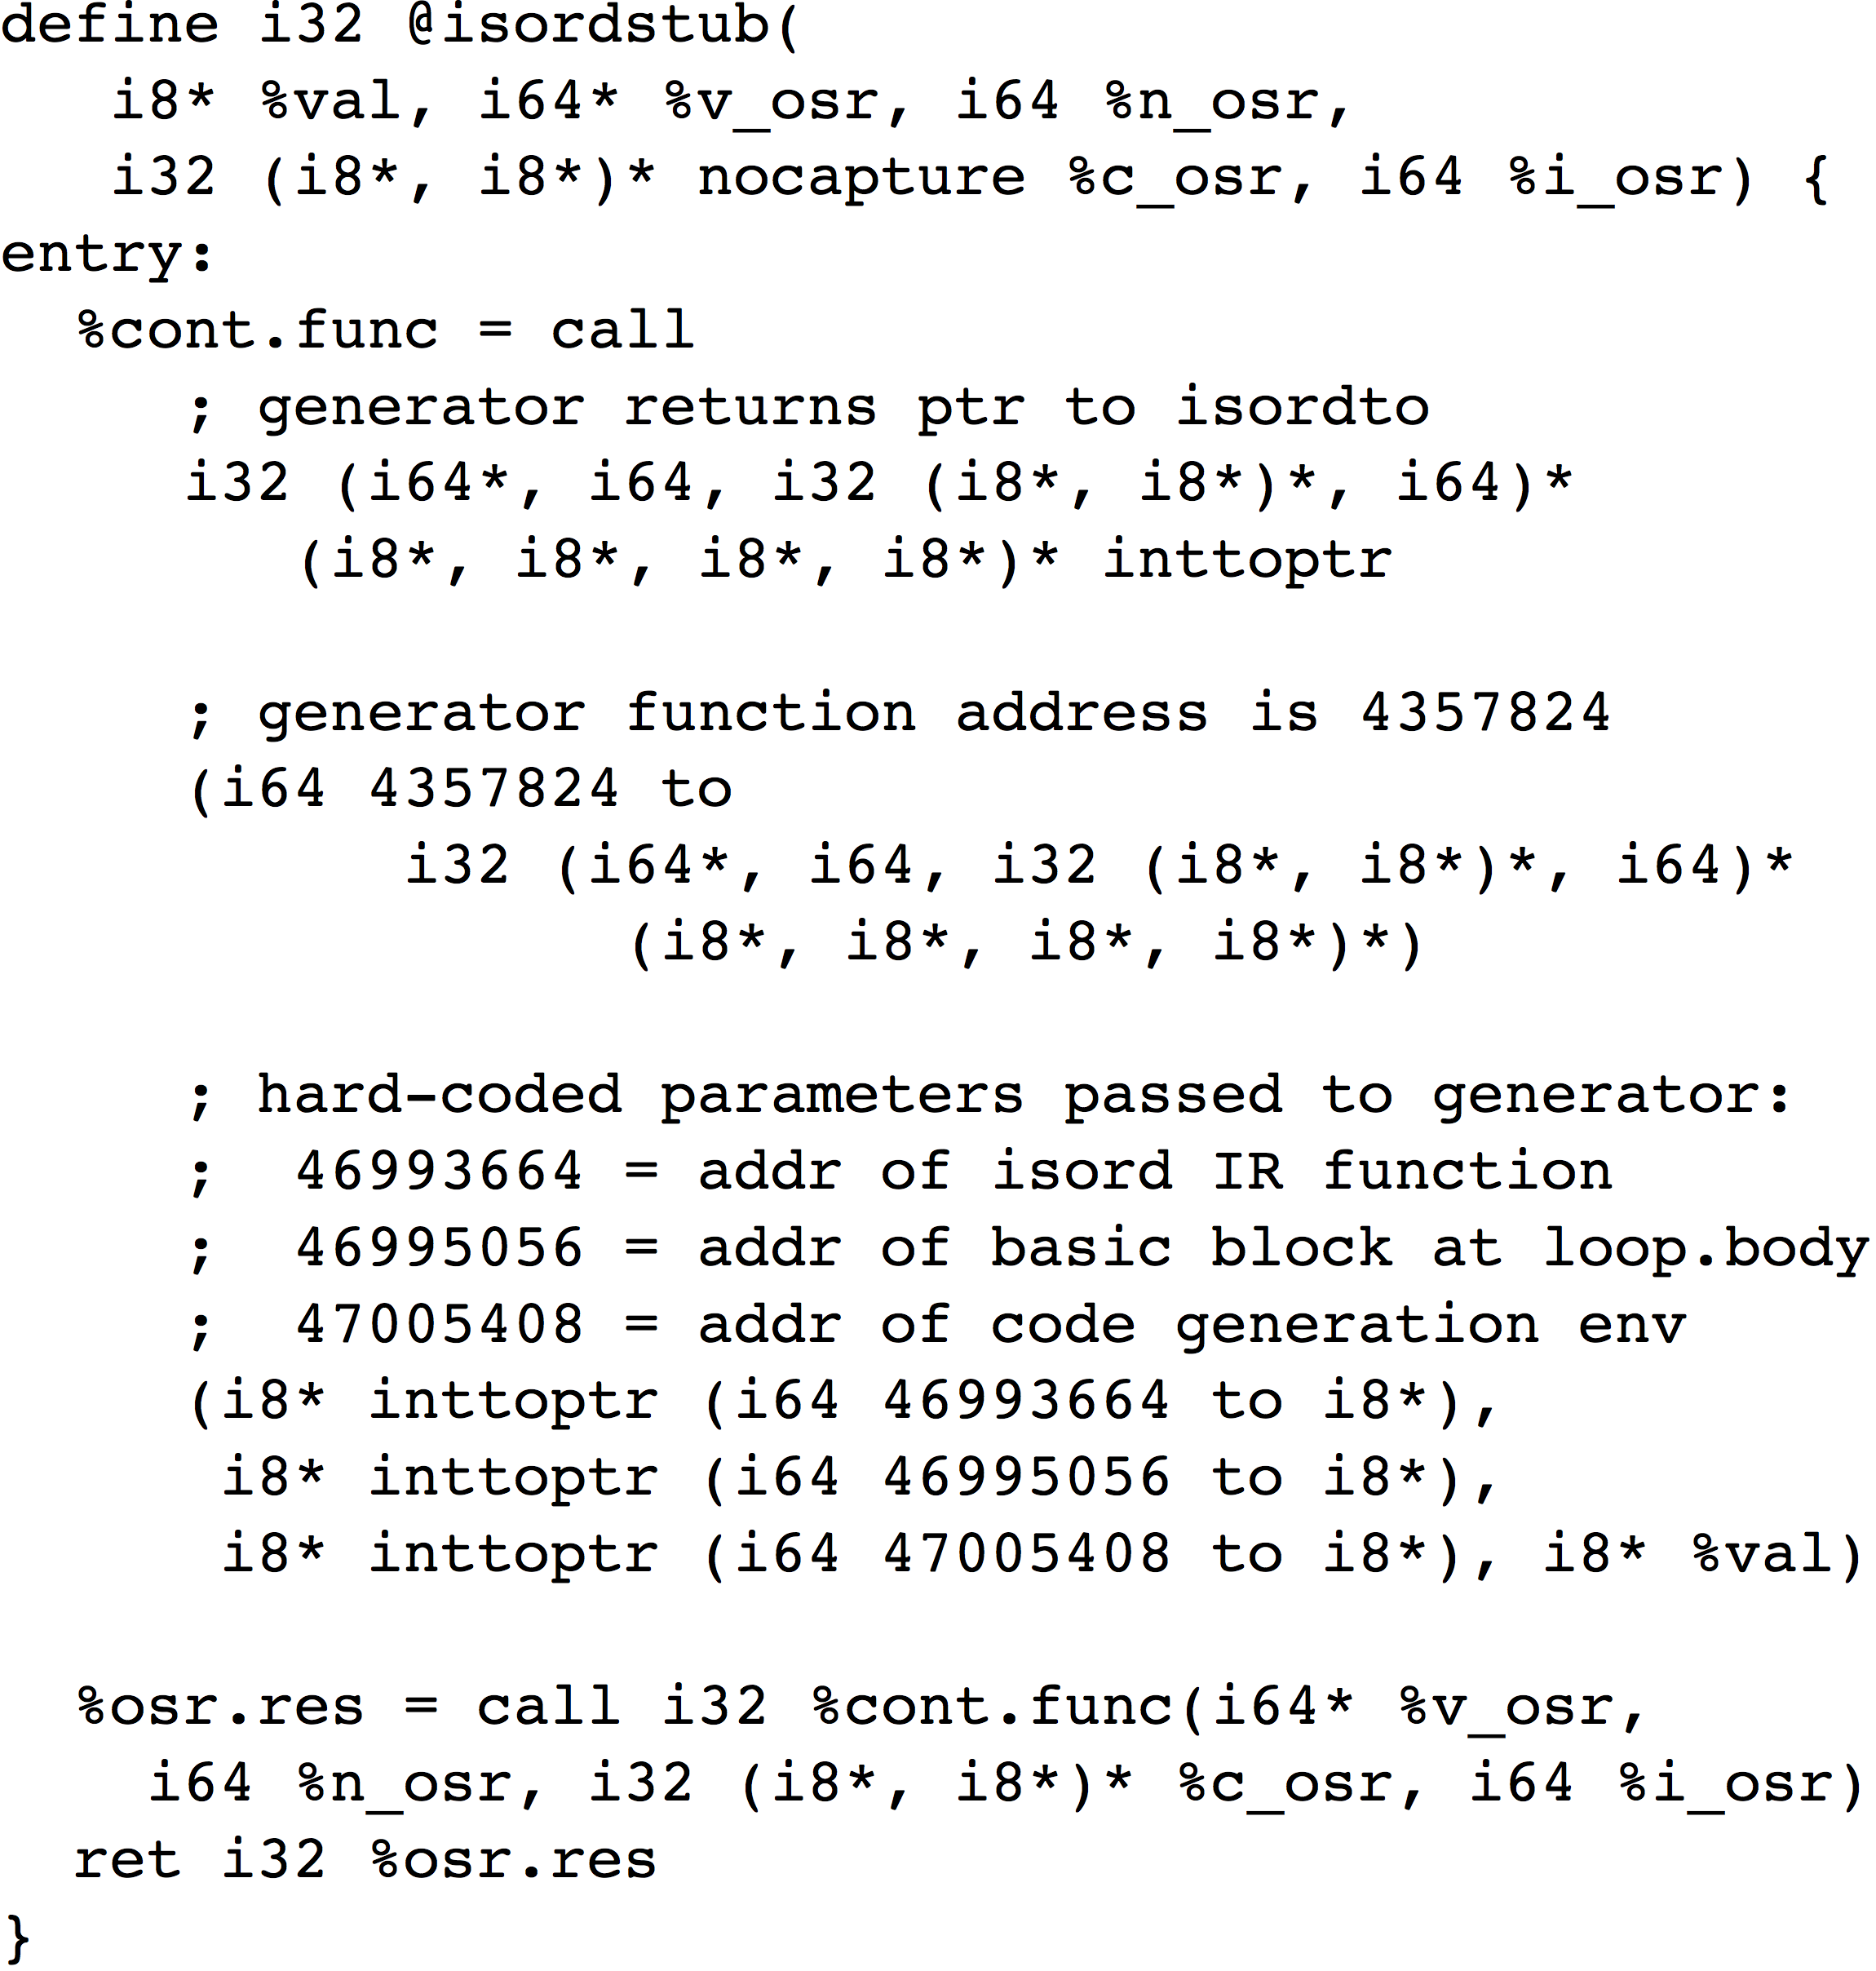 define i32 @isordstub(
i8* %val, i64* %v_osr, i64 %n_osr,
i32 (i8*, i8*)* nocapture %c_osr, i64 %i_osr) {
entry:
%cont.func = call
; generator returns ptr to isordto
i32 (i64*, i64, i32 (i8*, i8*)*, i64)*
(i8*, i8*, i8*, i8*)* inttoptr
; generator function address is 4357824
(i64 4357824 to
i32 (i64*, i64, i32 (i8*, i8*)*, i64)*
(i8*, i8*, i8*, i8*)*)
; hard-coded parameters passed to generator:
; 46993664 = addr of isord IR function
; 46995056 = addr of basic block at loop.body
; 47005408 = addr of code generation env
(i8* inttoptr (i64 46993664 to i8*),
i8* inttoptr (i64 46995056 to i8*),
i8* inttoptr (i64 47005408 to i8*), i8* %val)
%osr.res = call i32 %cont.func(i64* %v_osr,
i64 %n_osr, i32 (i8*, i8*)* %c_osr, i64 %i_osr)
ret i32 %osr.res
}